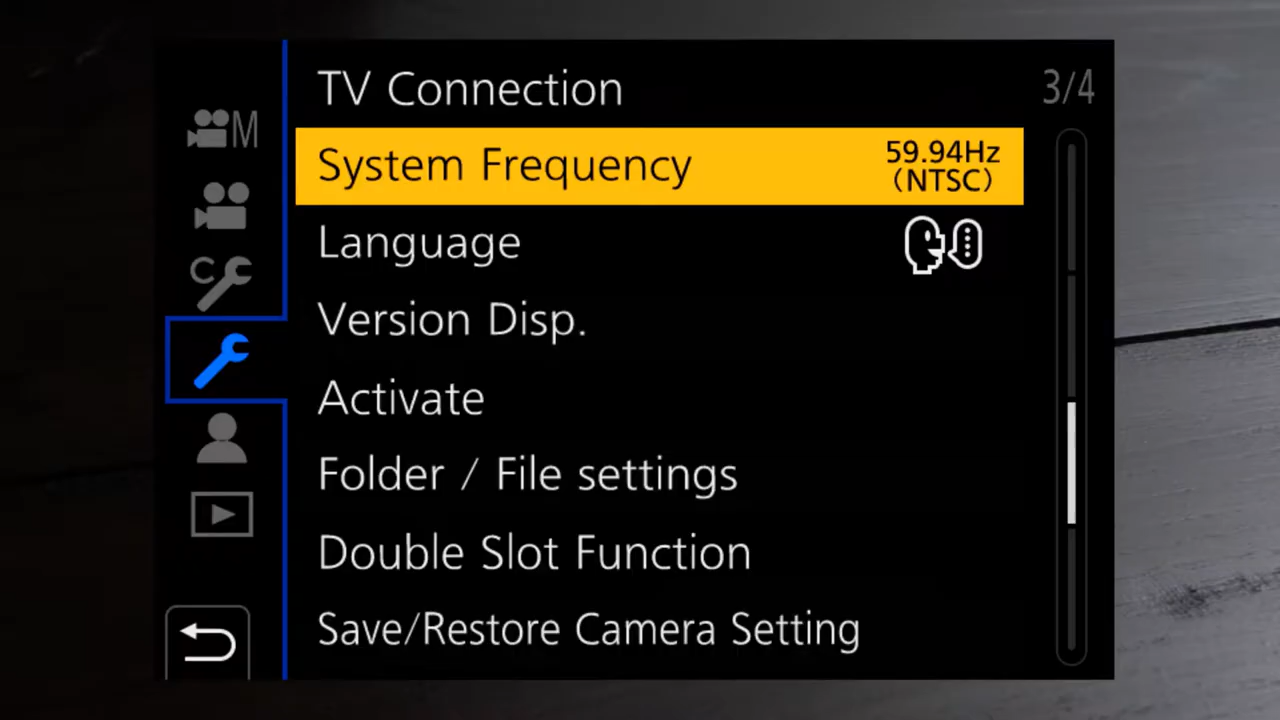 TV Connection
3/4
M
System Frequency
59.94Hz
(NTSC)
Language
C
Version Disp.
Activate
Folder / File settings
Double Slot Function
Save/Restore Camera Setting